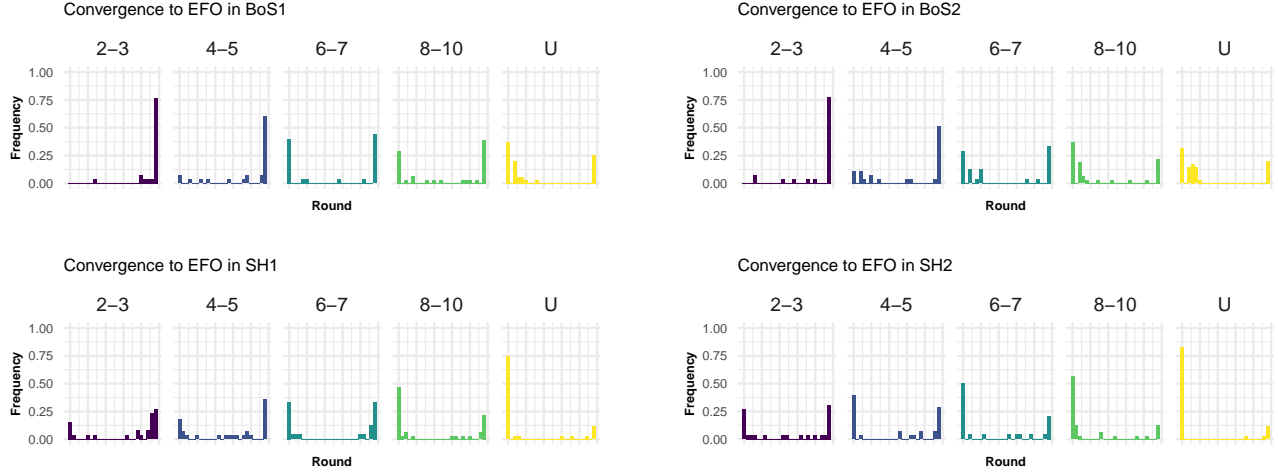 Convergence to EFO in BoS1
2–3 4–5 6–7 8–10 U
1.00
0.75
0.50
0.25
0.00
Frequency
Round
Convergence to EFO in BoS2
2–3 4–5 6–7 8–10 U
1.00
0.75
0.50
0.25
0.00
Frequency
Round
Convergence to EFO in SH1
2–3 4–5 6–7 8–10 U
1.00
0.75
0.50
0.25
0.00
Frequency
Round
Convergence to EFO in SH2
2–3 4–5 6–7 8–10 U
1.00
0.75
0.50
0.25
0.00
Frequency
Round